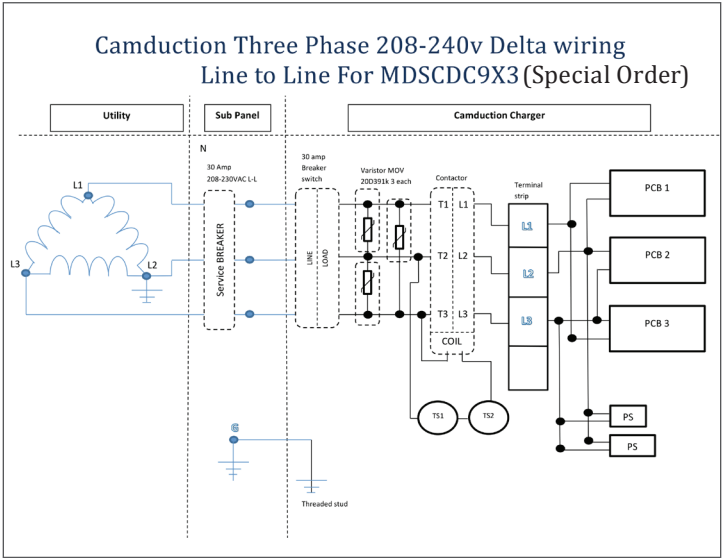 Camduction Three Phase 208-240v Delta wiring
Line to Line For MDSCDC9X3 (Special Order)
Utility
Sub Panel
Camduction Charger
N
30 Amp
208-230VAC L-L
30 amp
Breaker
switch
Varistor MOV
20D391k 3 each
Contactor
Terminal
strip
L1
L2
L3
Service BREAKER
LINE
LOAD
T1 L1
T2 L2
T3 L3
COIL
L1
L2
L3
PCB 1
PCB 2
PCB 3
TS1
TS2
PS
PS
G
Threaded stud